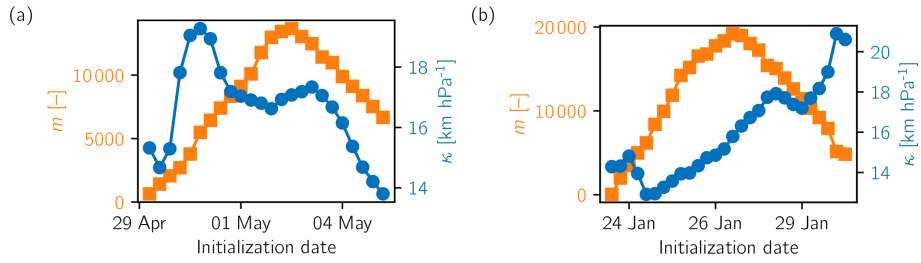 (a)
m [–]
10000
5000
0
18
16
14
κ [km hPa⁻¹]
29 Apr 01 May 04 May
Initialization date
(b)
m [–]
20000
10000
0
20
18
16
14
κ [km hPa⁻¹]
24 Jan 26 Jan 29 Jan
Initialization date